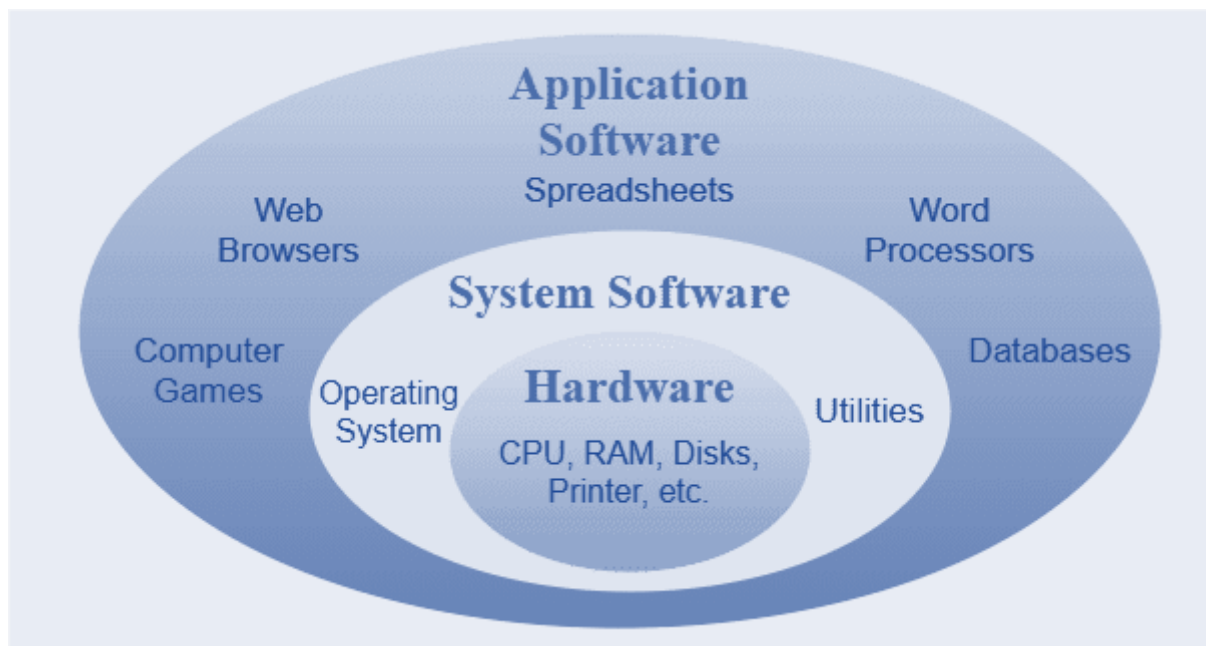 Application
Software
Spreadsheets
Web
Browsers
Word
Processors
System Software
Computer
Games
Databases
Operating
System
Hardware
Utilities
CPU, RAM, Disks,
Printer, etc.